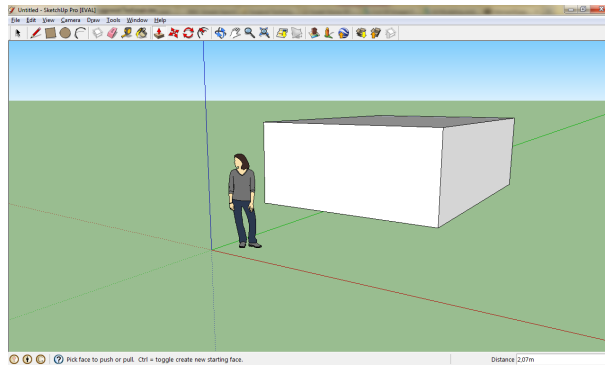 Untitled - SketchUp Pro [EVAL]
File Edit View Camera Draw Tools Window Help
Pick face to push or pull. Ctrl = toggle create new starting face.
Distance 2,07m